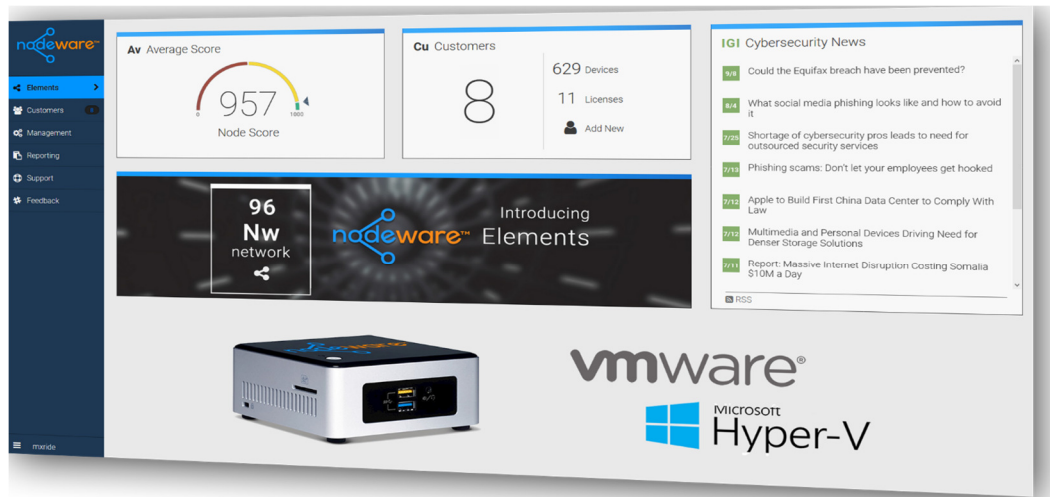 nodeware™
Elements
Customers
Management
Reporting
Support
Feedback
mxride
Av Average Score
957
0
1000
Node Score
Cu Customers
8
629 Devices
11 Licenses
Add New
96
Nw
network
nodeware™
Introducing
Elements
IGI Cybersecurity News
9/8 Could the Equifax breach have been prevented?
8/4 What social media phishing looks like and how to avoid
it
7/25 Shortage of cybersecurity pros leads to need for
outsourced security services
7/13 Phishing scams: Don't let your employees get hooked
7/12 Apple to Build First China Data Center to Comply With
Law
7/12 Multimedia and Personal Devices Driving Need for
Denser Storage Solutions
7/11 Report: Massive Internet Disruption Costing Somalia
$10M a Day
RSS
nodeware
vmware®
Microsoft
Hyper-V